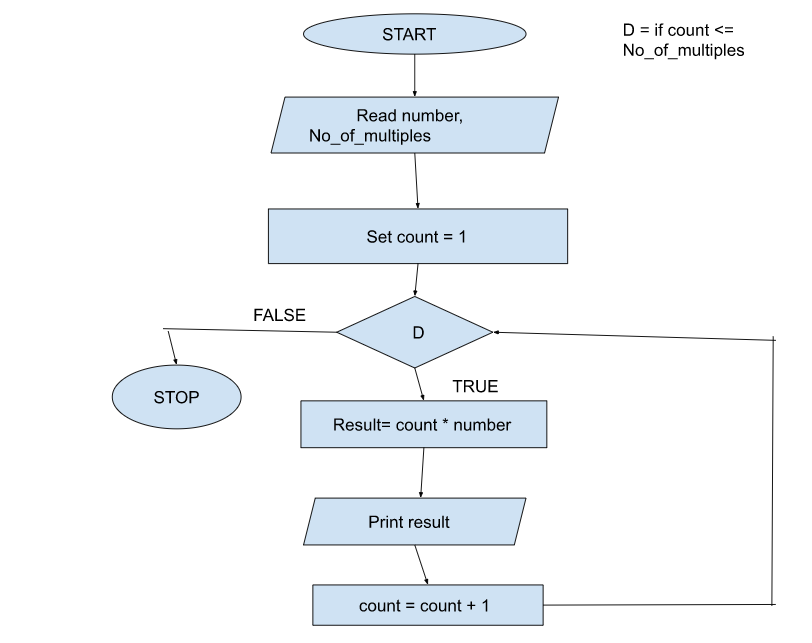 START
D = if count <=
No_of_multiples
Read number,
No_of_multiples
Set count = 1
D
FALSE
TRUE
STOP
Result= count * number
Print result
count = count + 1